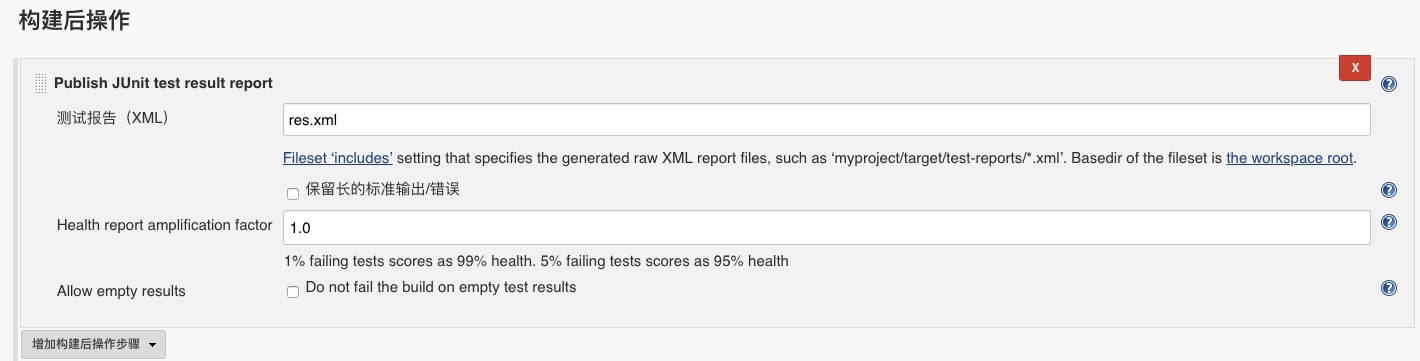 构建后操作
X
Publish JUnit test result report
测试报告（XML） res.xml
Fileset ‘includes’ setting that specifies the generated raw XML report files, such as ‘myproject/target/test-reports/*.xml’. Basedir of the fileset is the workspace root.
保留长的标准输出/错误
Health report amplification factor 1.0
1% failing tests scores as 99% health. 5% failing tests scores as 95% health
Allow empty results Do not fail the build on empty test results
增加构建后操作步骤